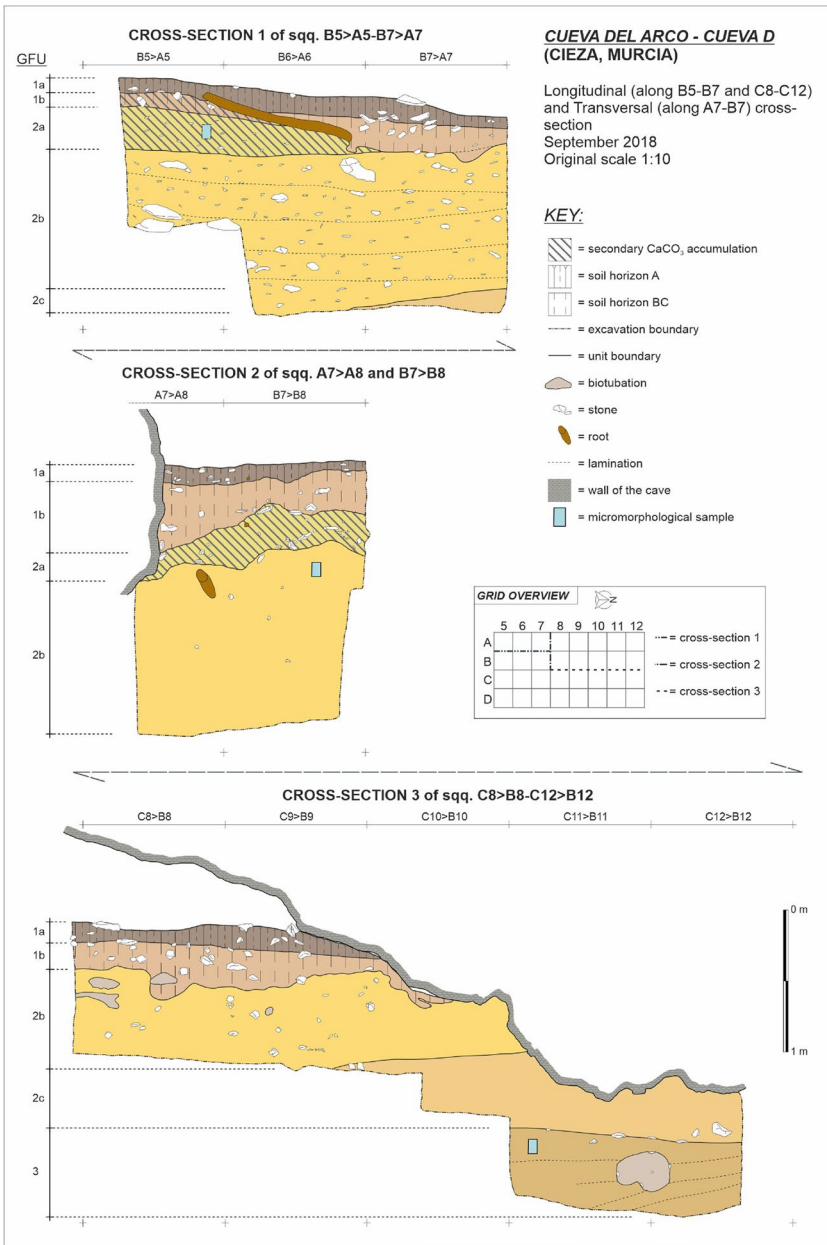 CROSS-SECTION 1 of sqq. B5>A5-B7>A7
GFU
B5>A5
B6>A6
B7>A7
1a
1b
2a
2b
2c
CUEVA DEL ARCO - CUEVA D
(CIEZA, MURCIA)
Longitudinal (along B5-B7 and C8-C12)
and Transversal (along A7-B7) cross-
section
September 2018
Original scale 1:10
KEY:
= secondary CaCO₃ accumulation
= soil horizon A
= soil horizon BC
= excavation boundary
= unit boundary
= biotubation
= stone
= root
= lamination
= wall of the cave
= micromorphological sample
CROSS-SECTION 2 of sqq. A7>A8 and B7>B8
A7>A8
B7>B8
1a
1b
2a
2b
GRID OVERVIEW
N
5 6 7 8 9 10 11 12
A
B
C
D
= cross-section 1
= cross-section 2
= cross-section 3
CROSS-SECTION 3 of sqq. C8>B8-C12>B12
C8>B8
C9>B9
C10>B10
C11>B11
C12>B12
1a
1b
2b
2c
3
0 m
1 m